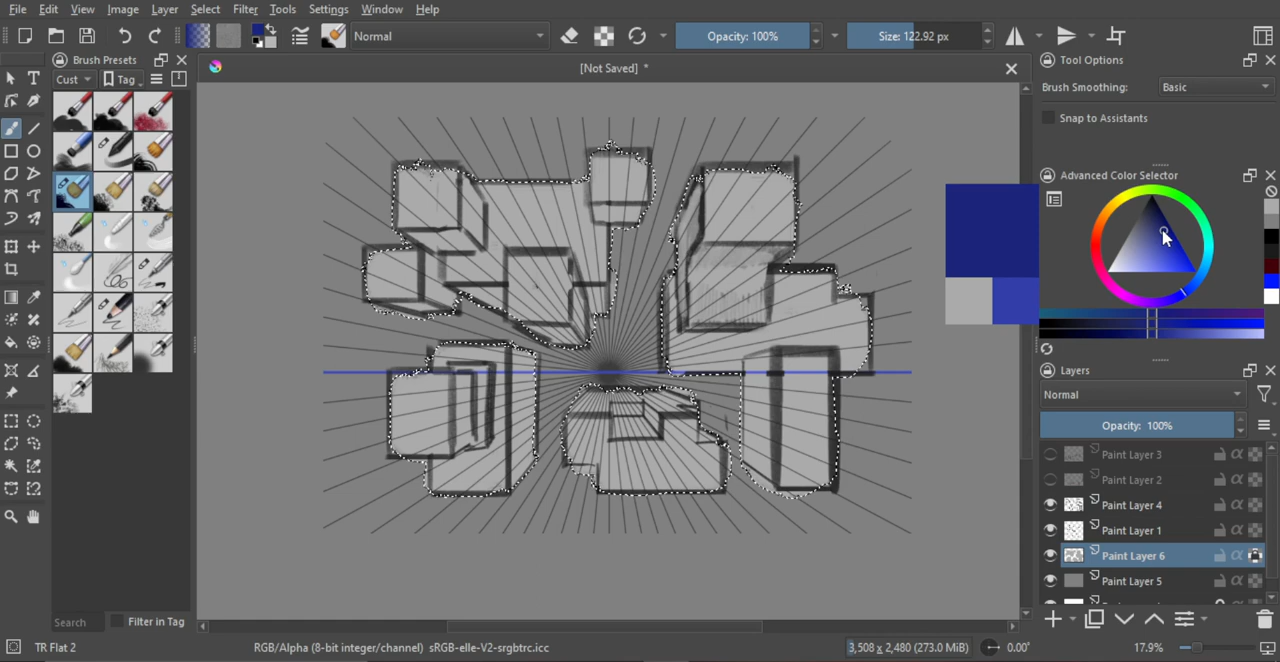 File Edit View Image Layer Select Filter Tools Settings Window Help
Normal Opacity: 100% Size: 122.92 px
Brush Presets [Not Saved] * Tool Options
Cust Tag Brush Smoothing: Basic
Snap to Assistants
Advanced Color Selector
Layers
Normal
Opacity: 100%
Paint Layer 3
Paint Layer 2
Paint Layer 4
Paint Layer 1
Paint Layer 6
Paint Layer 5
Search Filter in Tag
TR Flat 2 RGB/Alpha (8-bit integer/channel) sRGB-elle-V2-srgbtrc.icc 3,508 x 2,480 (273.0 MiB) 0.00° 17.9%